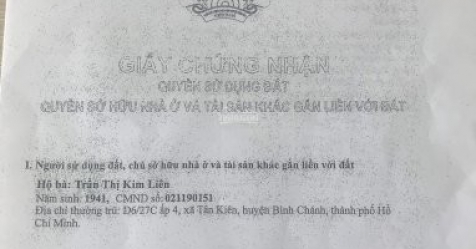 GIẤY CHỨNG NHẬN
QUYỀN SỬ DỤNG ĐẤT
QUYỀN SỞ HỮU NHÀ Ở VÀ TÀI SẢN KHÁC GẮN LIỀN VỚI ĐẤT
I. Người sử dụng đất, chủ sở hữu nhà ở và tài sản khác gắn liền với đất
Hộ bà: Trần Thị Kim Liên
Năm sinh: 1941, CMND số: 021190151
Địa chỉ thường trú: D6/27C ấp 4, xã Tân Kiên, huyện Bình Chánh, thành phố Hồ
Chí Minh.